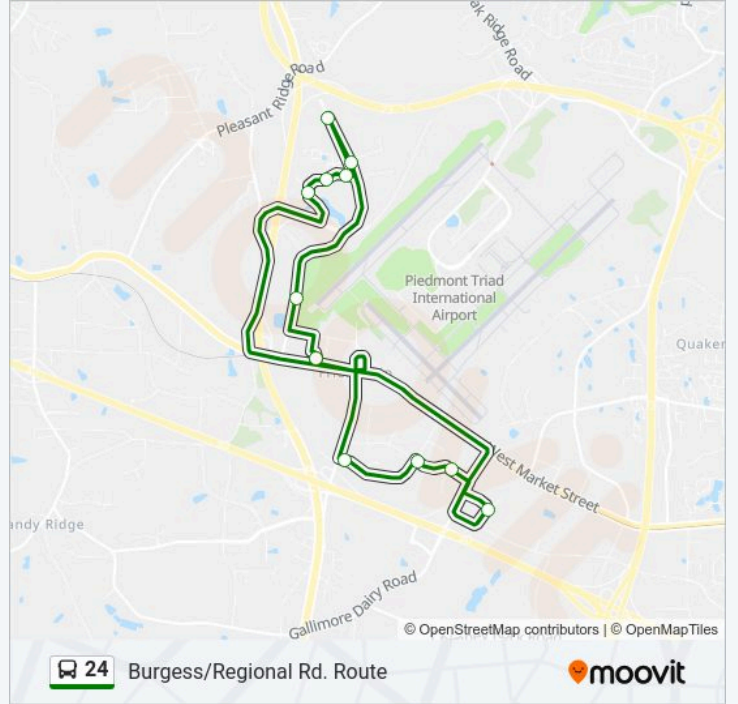 Oak Ridge Road
Pleasant Ridge Road
Piedmont Triad
International
Airport
Quaker
West Market Street
andy Ridge
Gallimore Dairy Road
© OpenStreetMap contributors | © OpenMapTiles
24 Burgess/Regional Rd. Route
moovit